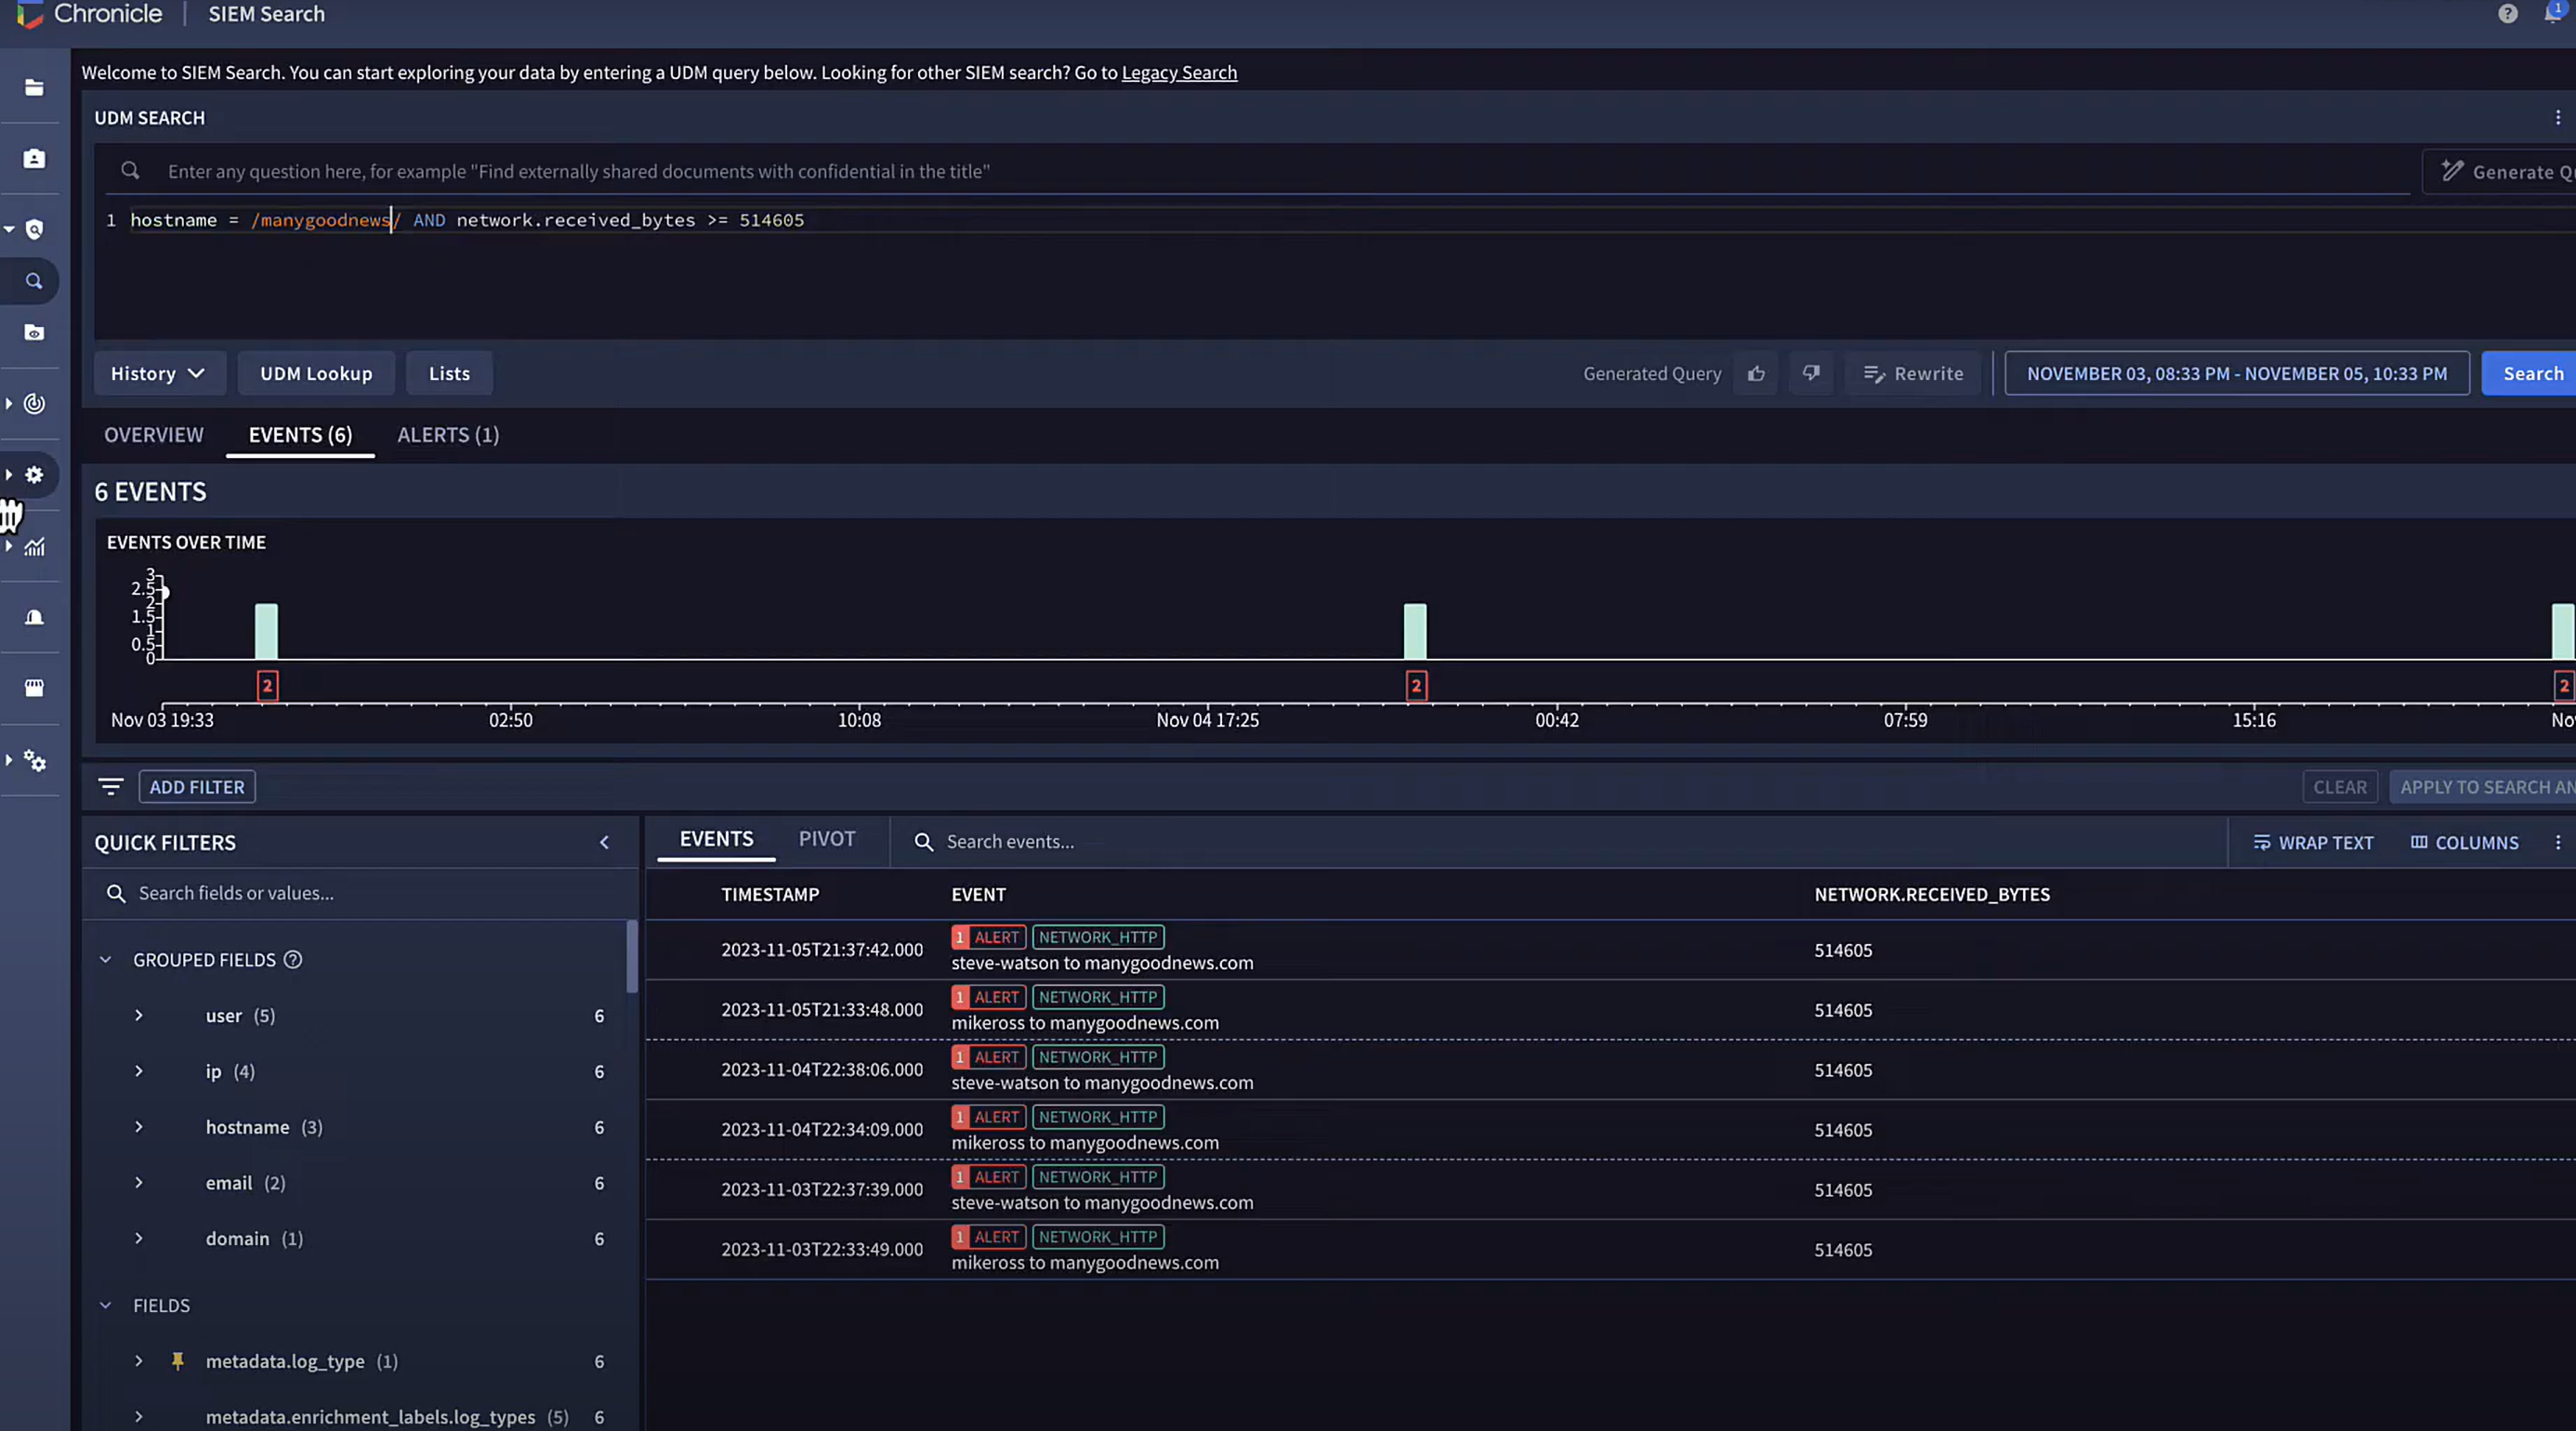 Chronicle | SIEM Search
1
Welcome to SIEM Search. You can start exploring your data by entering a UDM query below. Looking for other SIEM search? Go to Legacy Search
UDM SEARCH
Enter any question here, for example "Find externally shared documents with confidential in the title"
Generate Qu
1 hostname = /manygoodnews/ AND network.received_bytes >= 514605
History UDM Lookup Lists Generated Query Rewrite NOVEMBER 03, 08:33 PM - NOVEMBER 05, 10:33 PM Search
OVERVIEW EVENTS (6) ALERTS (1)
6 EVENTS
EVENTS OVER TIME
3
2.5
2
1.5
1
0.5
0
2 2 2
Nov 03 19:33 02:50 10:08 Nov 04 17:25 00:42 07:59 15:16 No
ADD FILTER CLEAR APPLY TO SEARCH AN
QUICK FILTERS
Search fields or values...
GROUPED FIELDS
user (5) 6
ip (4) 6
hostname (3) 6
email (2) 6
domain (1) 6
FIELDS
metadata.log_type (1) 6
metadata.enrichment_labels.log_types (5) 6
EVENTS PIVOT Search events... WRAP TEXT COLUMNS
TIMESTAMP EVENT NETWORK.RECEIVED_BYTES
1 ALERT NETWORK_HTTP
2023-11-05T21:37:42.000 steve-watson to manygoodnews.com 514605
1 ALERT NETWORK_HTTP
2023-11-05T21:33:48.000 mikeross to manygoodnews.com 514605
1 ALERT NETWORK_HTTP
2023-11-04T22:38:06.000 steve-watson to manygoodnews.com 514605
1 ALERT NETWORK_HTTP
2023-11-04T22:34:09.000 mikeross to manygoodnews.com 514605
1 ALERT NETWORK_HTTP
2023-11-03T22:37:39.000 steve-watson to manygoodnews.com 514605
1 ALERT NETWORK_HTTP
2023-11-03T22:33:49.000 mikeross to manygoodnews.com 514605